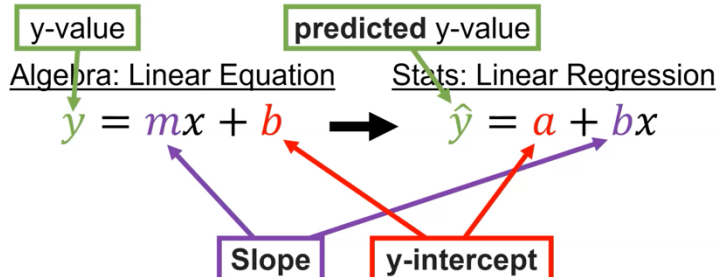 y-value
predicted y-value
Algebra: Linear Equation
Stats: Linear Regression
y = mx + b
ŷ = a + bx
Slope
y-intercept